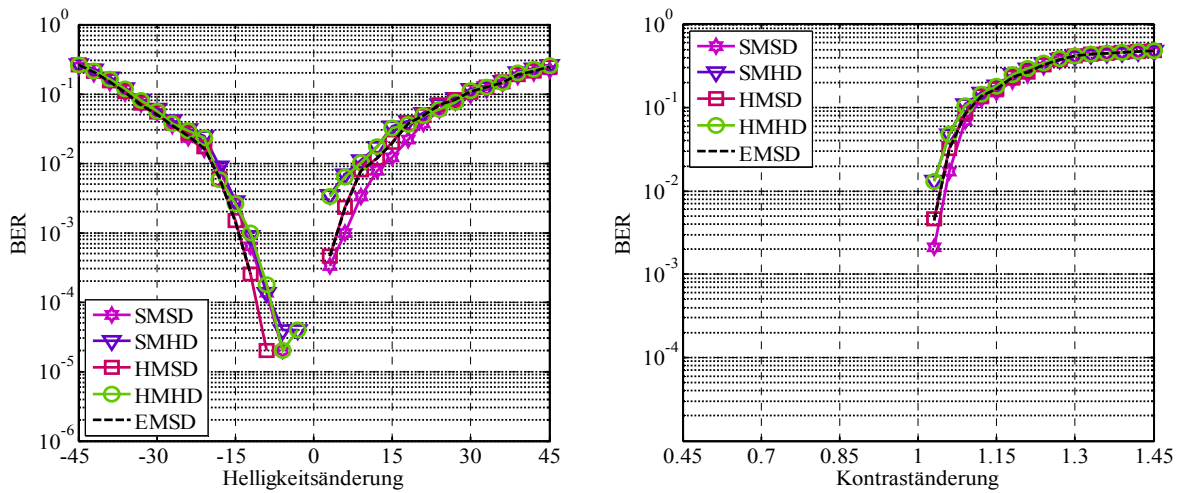 10^0
10^-1
10^-2
10^-3
10^-4
10^-5
10^-6
BER
SMSD
SMHD
HMSD
HMHD
EMSD
-45 -30 -15 0 15 30 45
Helligkeitsänderung
10^0
10^-1
10^-2
10^-3
10^-4
BER
SMSD
SMHD
HMSD
HMHD
EMSD
0.45 0.7 0.85 1 1.15 1.3 1.45
Kontraständerung